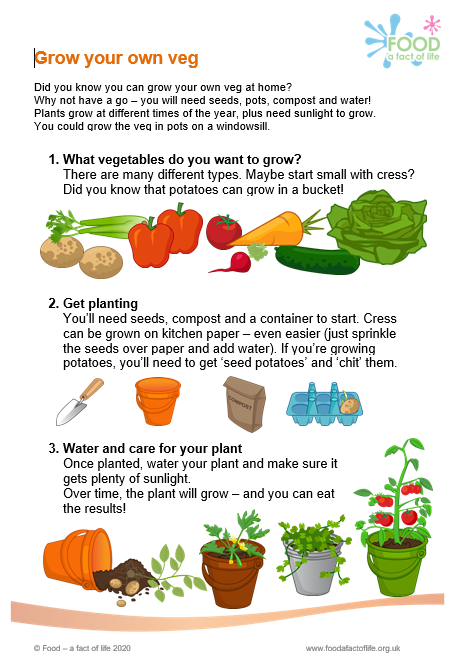 FOOD
a fact of life
Grow your own veg
Did you know you can grow your own veg at home?
Why not have a go – you will need seeds, pots, compost and water!
Plants grow at different times of the year, plus need sunlight to grow.
You could grow the veg in pots on a windowsill.
1. What vegetables do you want to grow?
There are many different types. Maybe start small with cress?
Did you know that potatoes can grow in a bucket!
2. Get planting
You’ll need seeds, compost and a container to start. Cress
can be grown on kitchen paper – even easier (just sprinkle
the seeds over paper and add water). If you’re growing
potatoes, you’ll need to get ‘seed potatoes’ and ‘chit’ them.
COMPOST
3. Water and care for your plant
Once planted, water your plant and make sure it
gets plenty of sunlight.
Over time, the plant will grow – and you can eat
the results!
© Food – a fact of life 2020
www.foodafactoflife.org.uk